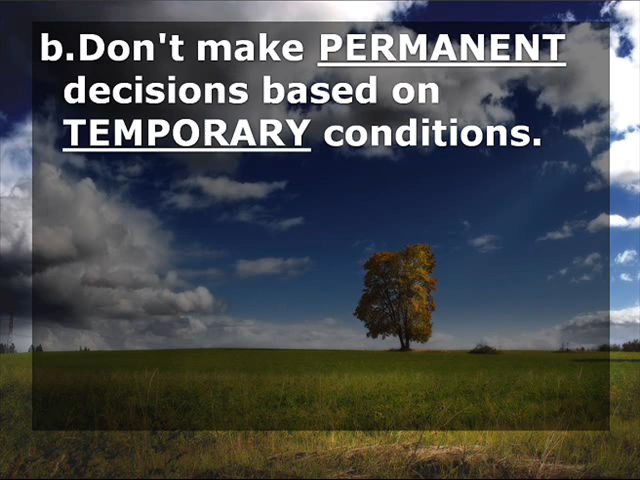 b.Don't make PERMANENT
decisions based on
TEMPORARY conditions.